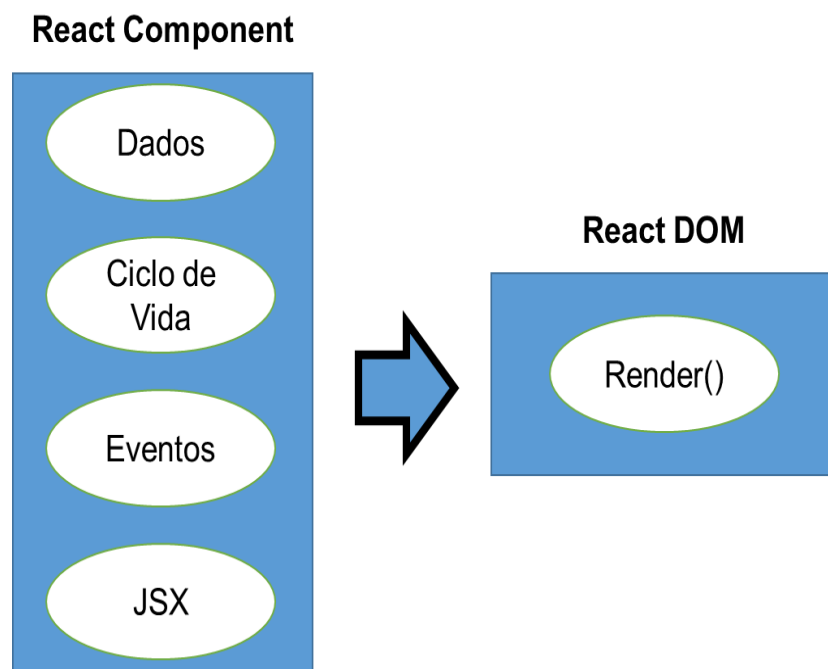 React Component
Dados
Ciclo de
Vida
Eventos
JSX
React DOM
Render()